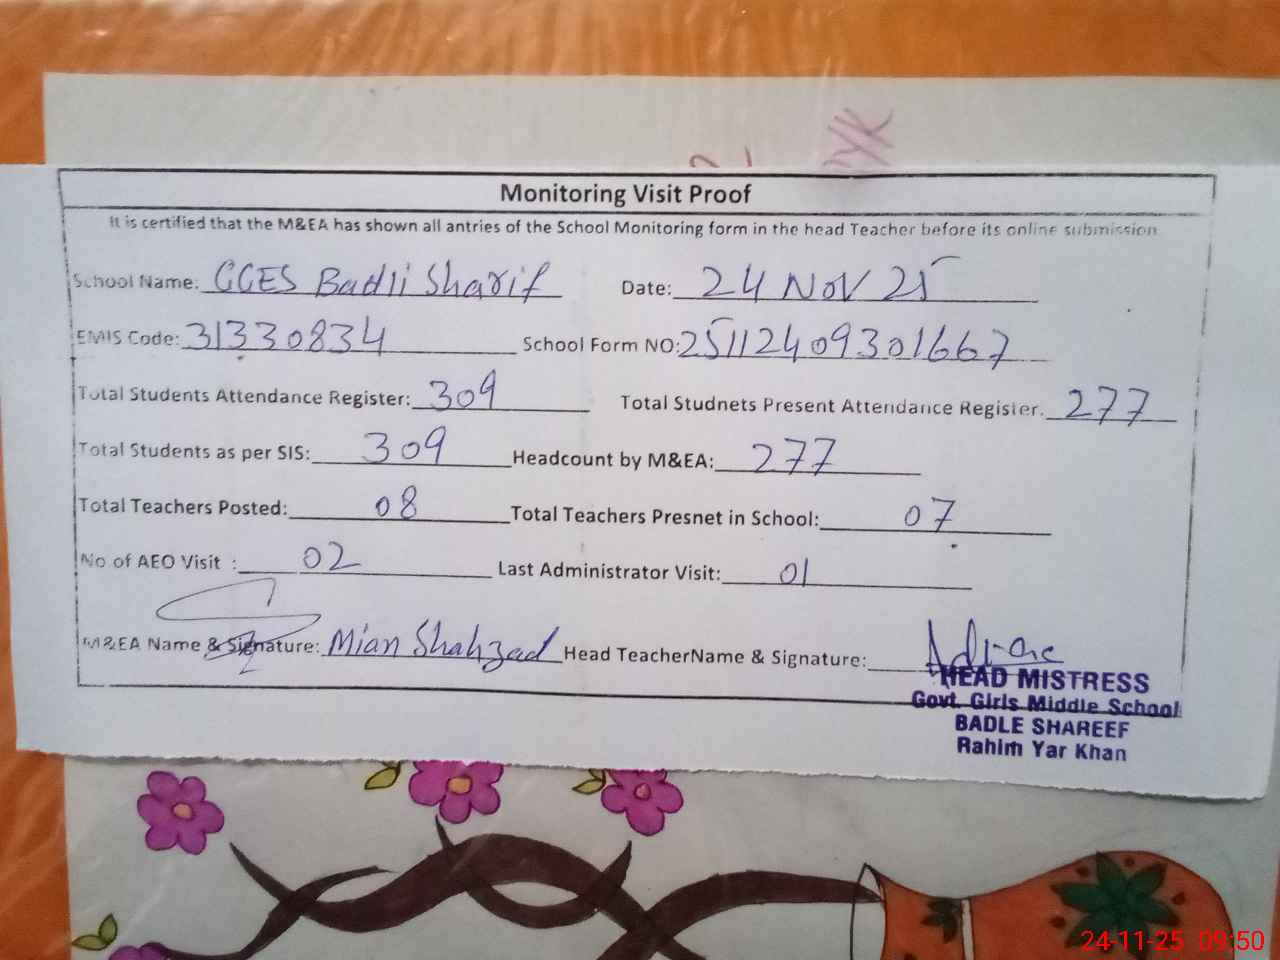 Monitoring Visit Proof
It is certified that the M&EA has shown all antries of the School Monitoring form in the head Teacher before its online submission
School Name: GGES Badli Sharif Date: 24 Nov 25
EMIS Code: 31330834 School Form NO: 25112409301667
Total Students Attendance Register: 309 Total Studnets Present Attendance Register. 277
Total Students as per SIS: 309 Headcount by M&EA: 277
Total Teachers Posted: 08 Total Teachers Presnet in School: 07
No of AEO Visit : 02 Last Administrator Visit: 01
M&EA Name & Signature: Mian Shahzad Head TeacherName & Signature:
HEAD MISTRESS
Govt. Girls Middle School
BADLE SHAREEF
Rahim Yar Khan
24-11-25 09:50